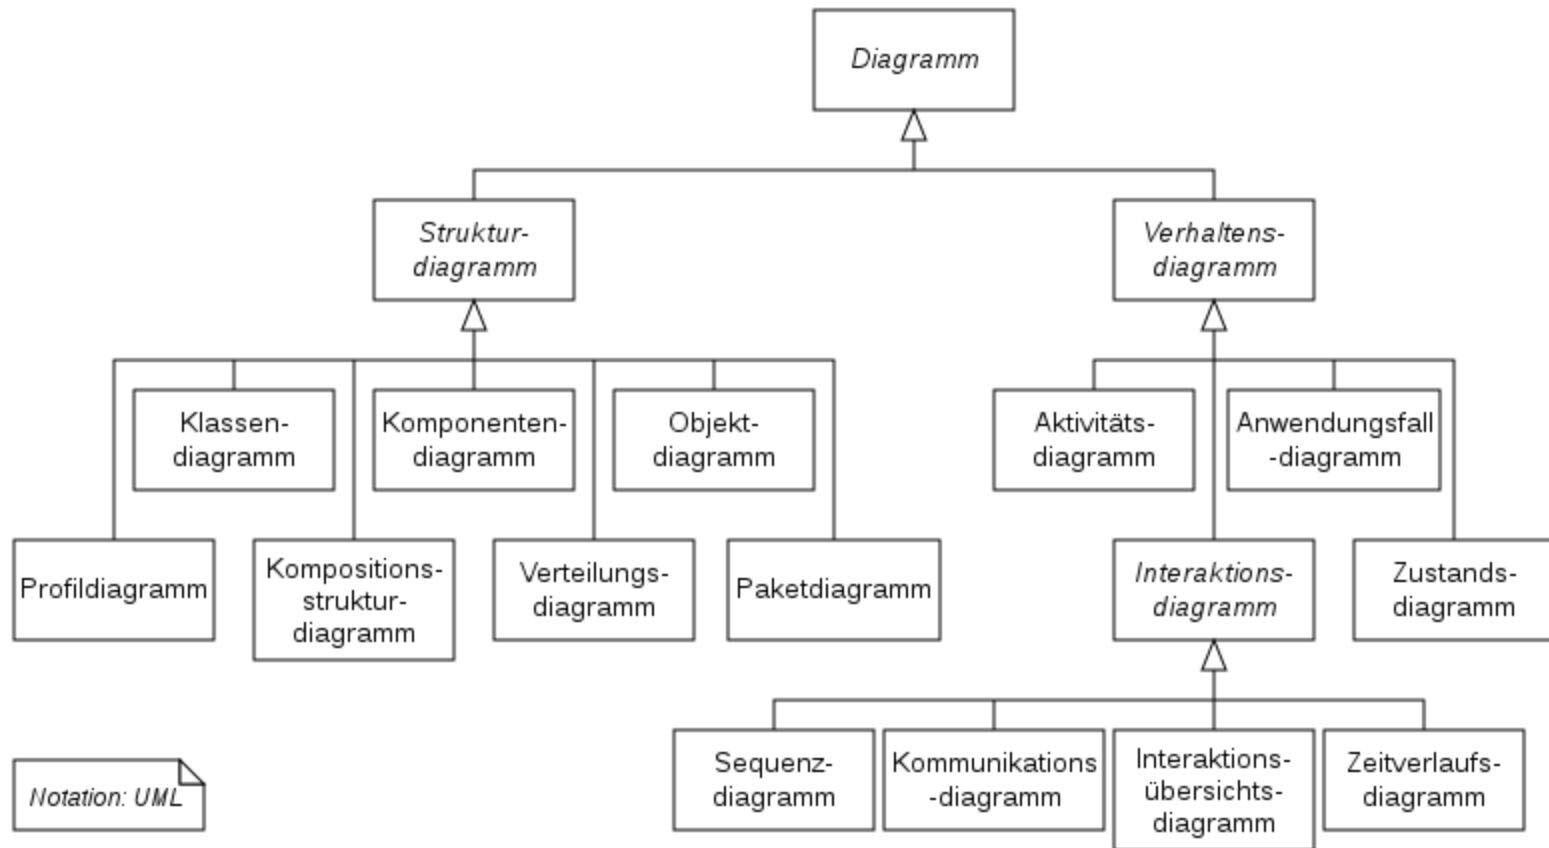 Diagramm
Struktur-
diagramm
Verhaltens-
diagramm
Klassen-
diagramm
Komponenten-
diagramm
Objekt-
diagramm
Aktivitäts-
diagramm
Anwendungsfall
-diagramm
Profildiagramm
Kompositions-
struktur-
diagramm
Verteilungs-
diagramm
Paketdiagramm
Interaktions-
diagramm
Zustands-
diagramm
Sequenz-
diagramm
Kommunikations
-diagramm
Interaktions-
übersichts-
diagramm
Zeitverlaufs-
diagramm
Notation: UML